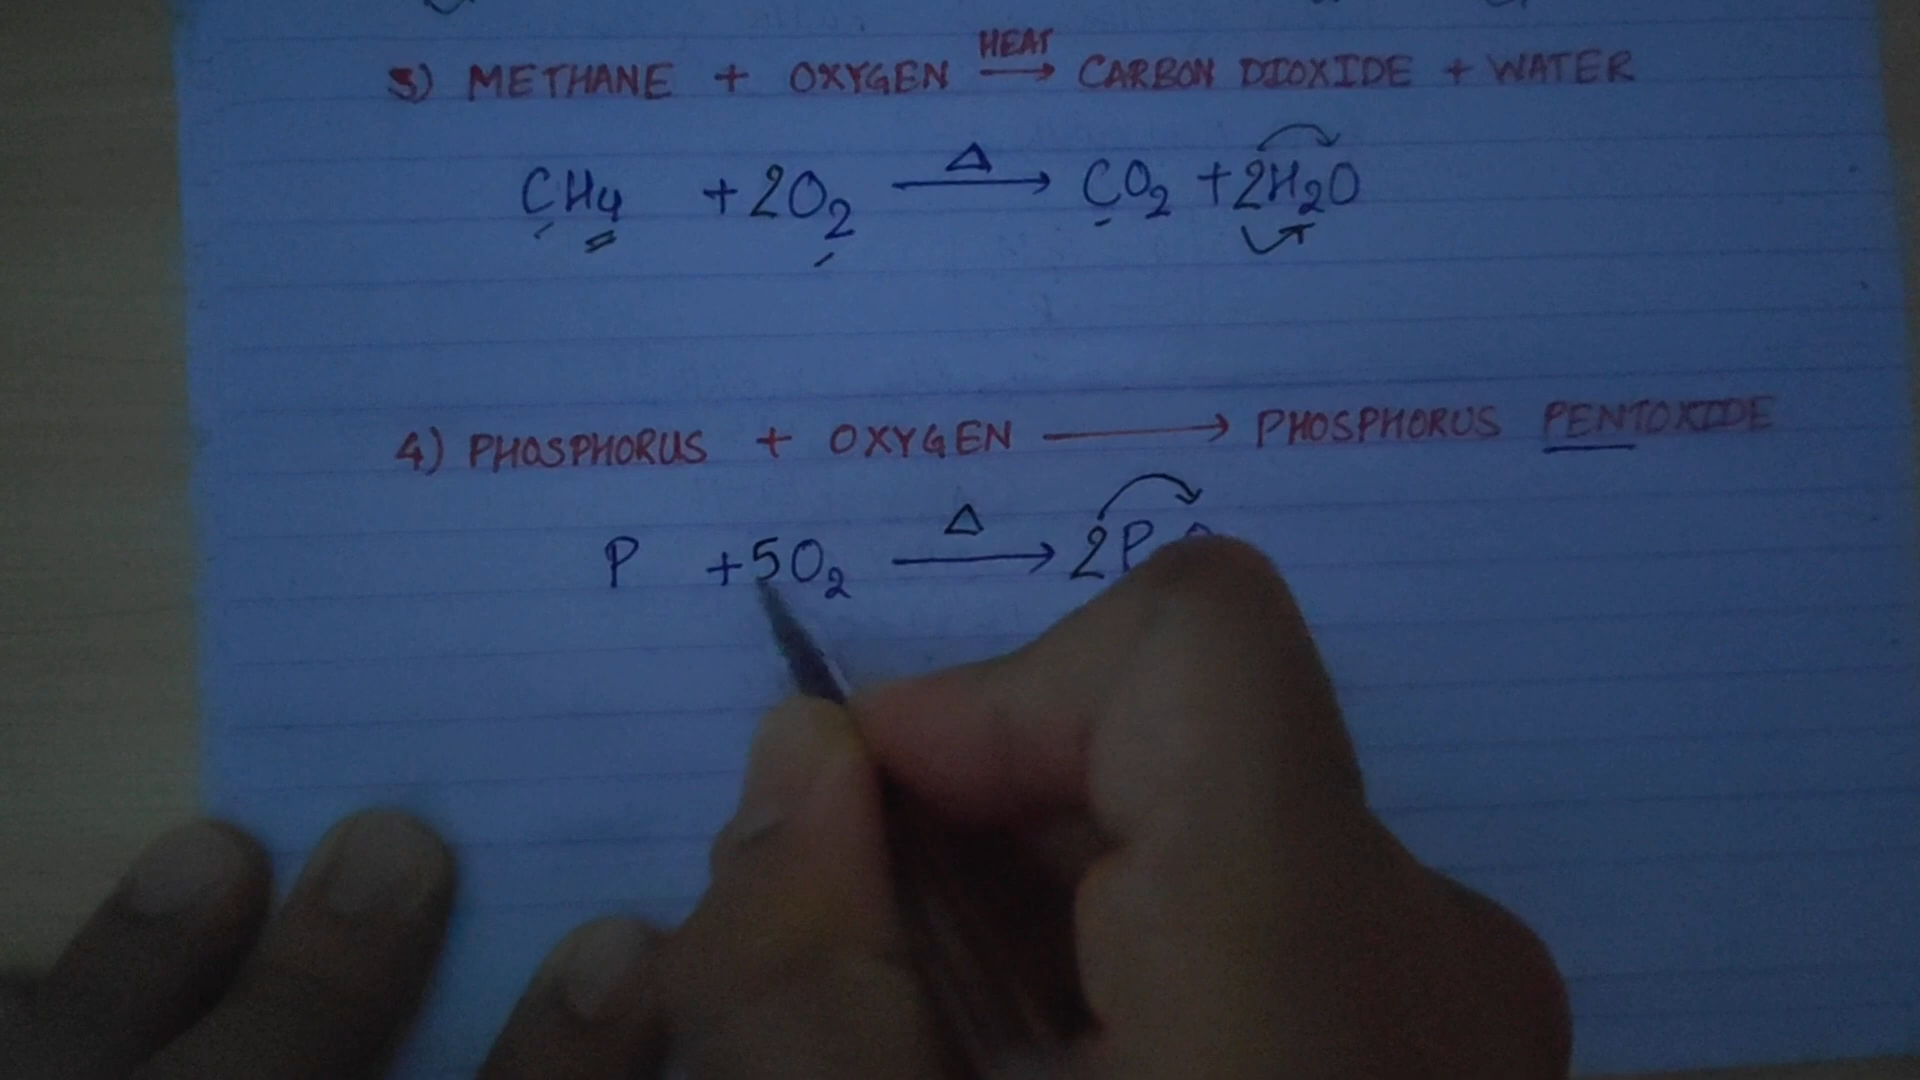 3) METHANE + OXYGEN HEAT → CARBON DIOXIDE + WATER
CH₄ + 2O₂ Δ → CO₂ + 2H₂O
4) PHOSPHORUS + OXYGEN → PHOSPHORUS PENTOXIDE
P + 5O₂ Δ → 2P